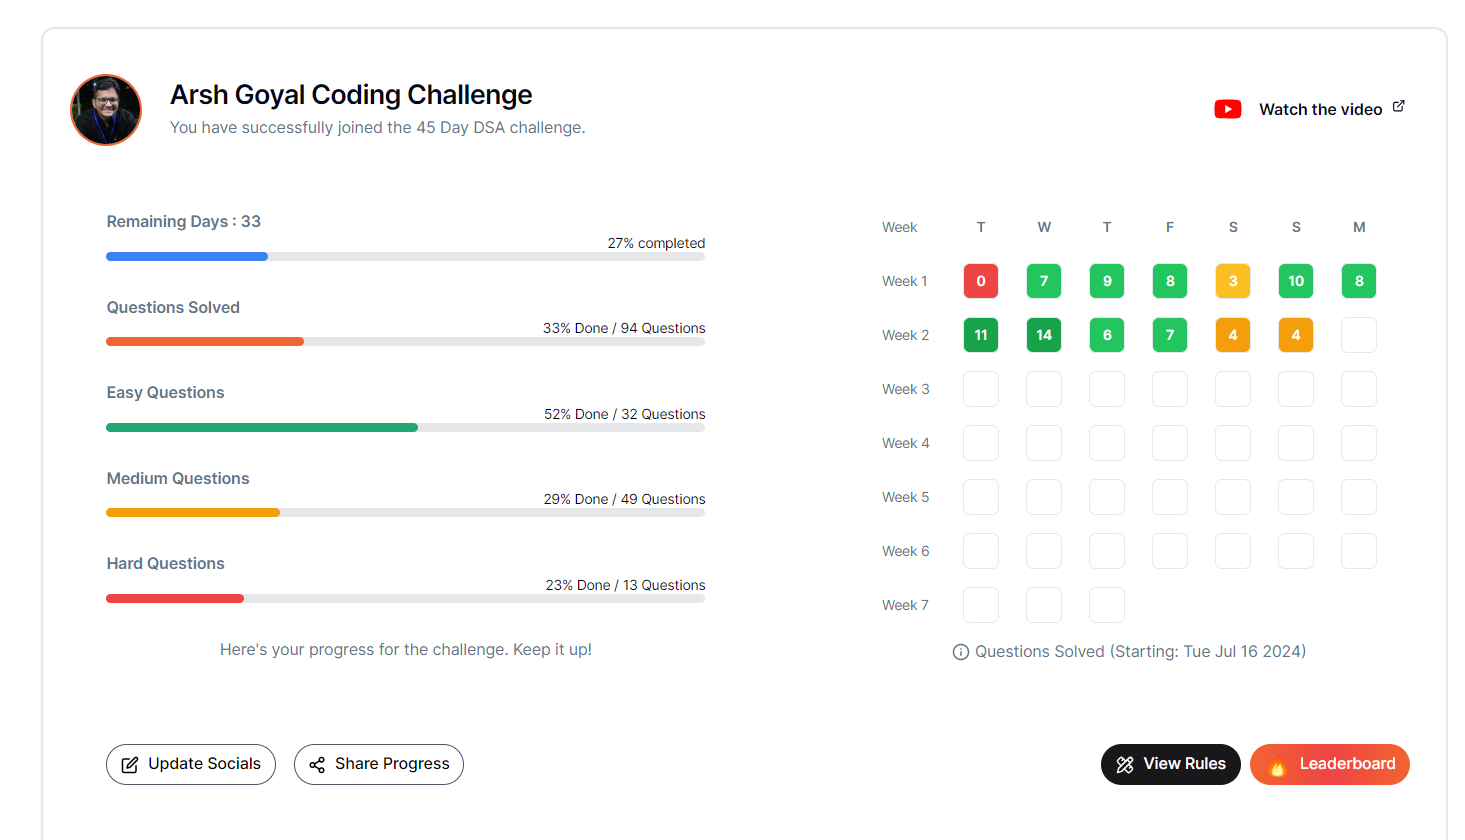 Arsh Goyal Coding Challenge
You have successfully joined the 45 Day DSA challenge.
Watch the video
Remaining Days : 33
27% completed
Questions Solved
33% Done / 94 Questions
Easy Questions
52% Done / 32 Questions
Medium Questions
29% Done / 49 Questions
Hard Questions
23% Done / 13 Questions
Here's your progress for the challenge. Keep it up!
Week T W T F S S M
Week 1 0 7 9 8 3 10 8
Week 2 11 14 6 7 4 4
Week 3
Week 4
Week 5
Week 6
Week 7
Questions Solved (Starting: Tue Jul 16 2024)
Update Socials
Share Progress
View Rules
Leaderboard